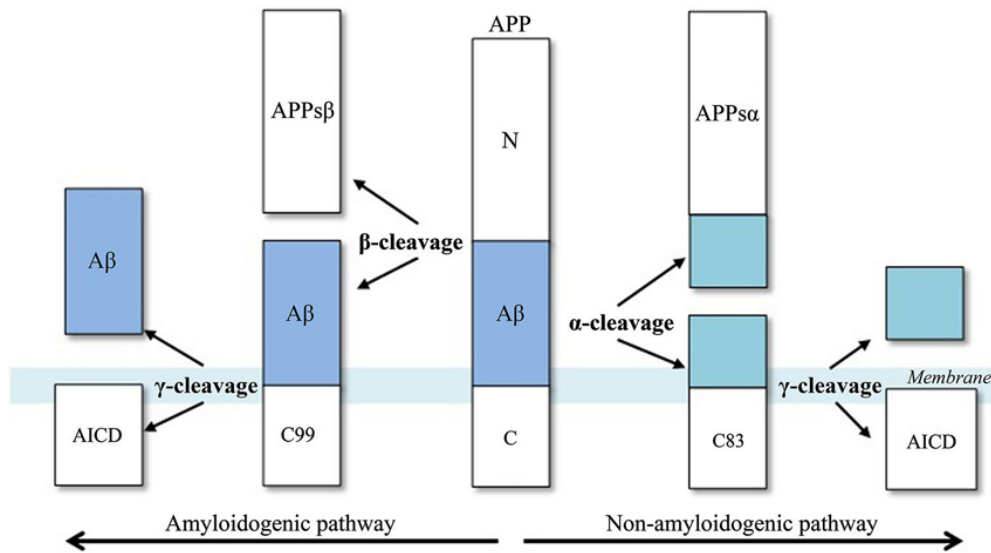 APP
APPsβ
APPsα
N
β-cleavage
Aβ
Aβ
Aβ
α-cleavage
γ-cleavage
γ-cleavage
Membrane
AICD
C99
C
C83
AICD
Amyloidogenic pathway
Non-amyloidogenic pathway